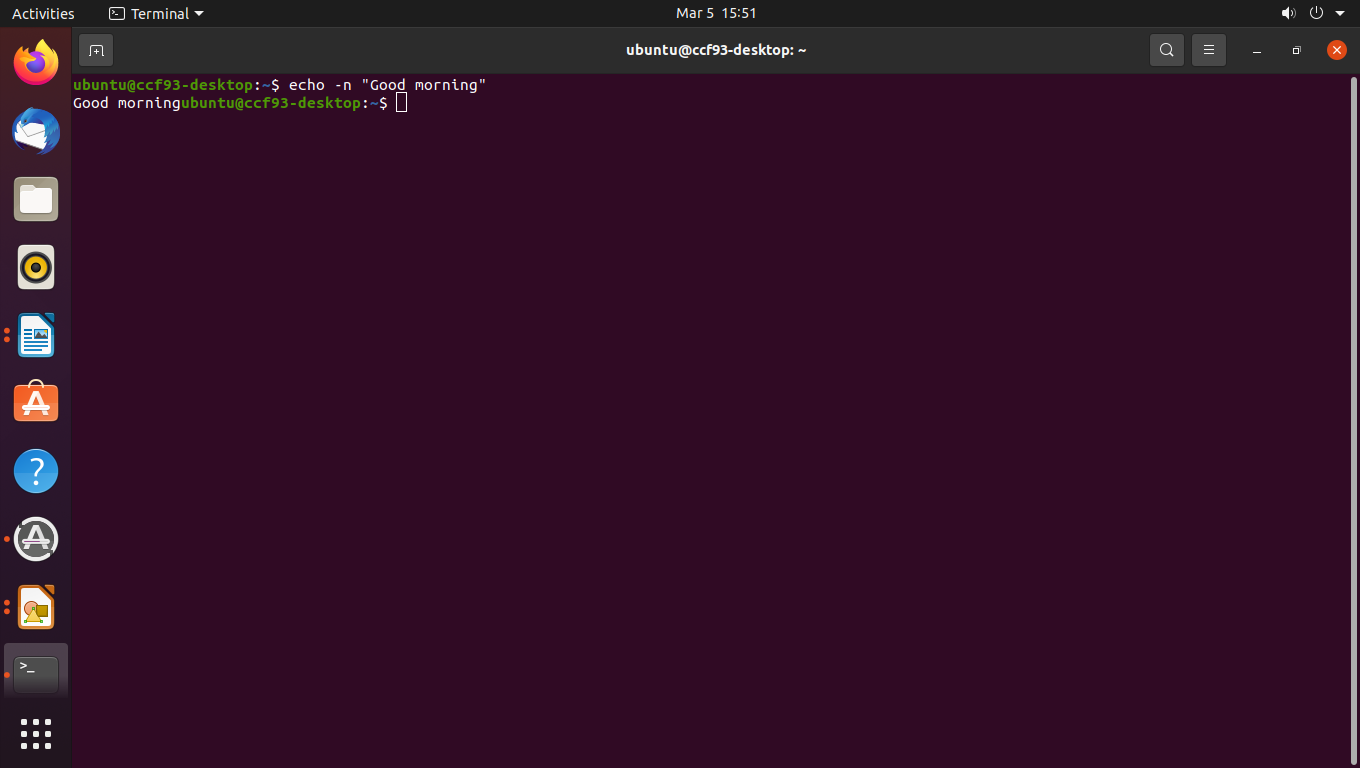 Activities Terminal Mar 5 15:51
ubuntu@ccf93-desktop: ~
ubuntu@ccf93-desktop:~$ echo -n "Good morning"
Good morningubuntu@ccf93-desktop:~$